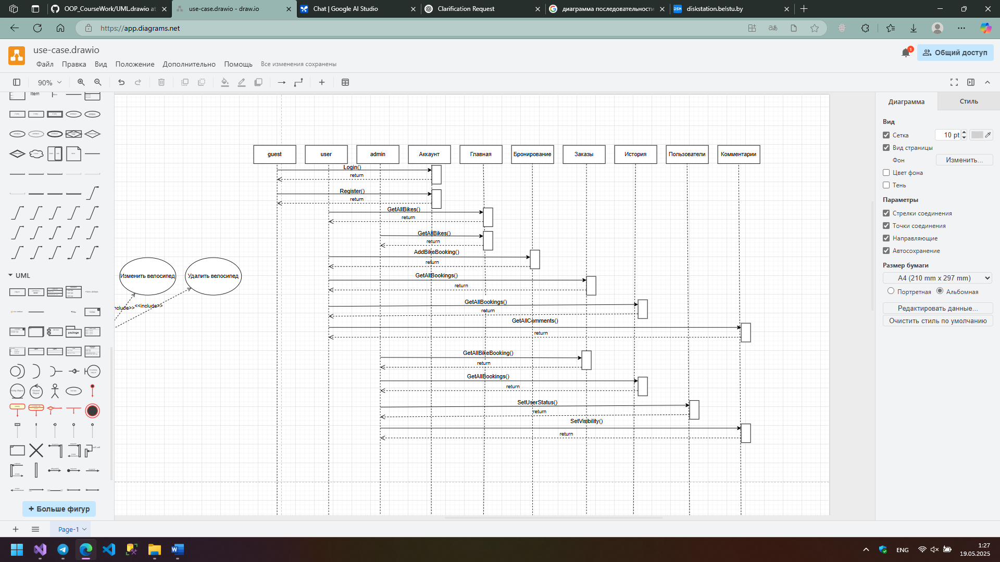 OOP_CourseWork/UML.drawio at
use-case.drawio - draw.io
Chat | Google AI Studio
Clarification Request
диаграмма последовательности
DSM
diskstation.belstu.by
https://app.diagrams.net
use-case.drawio
1
Общий доступ
Файл
Правка
Вид
Положение
Дополнительно
Помощь
Все изменения сохранены
90%
Item
UML
package
Title
+ Больше фигур
Изменить велосипед
Удалить велосипед
nclude>>
<<include>>
guest
user
admin
Аккаунт
Главная
Бронирование
Заказы
История
Пользователи
Комментарии
Login()
return
Register()
return
GetAllBikes()
return
GetAllBikes()
return
AddBikeBooking()
return
GetAllBookings()
return
GetAllBookings()
return
GetAllComments()
return
GetAllBikeBooking()
return
GetAllBookings()
return
SetUserStatus()
return
SetVisibility()
return
Диаграмма
Стиль
Вид
Сетка
10 pt
Вид страницы
Фон
Изменить...
Цвет фона
Тень
Параметры
Стрелки соединения
Точки соединения
Направляющие
Автосохранение
Размер бумаги
A4 (210 mm x 297 mm)
Портретная
Альбомная
Редактировать данные...
Очистить стиль по умолчанию
Page-1
ENG
1:27
19.05.2025